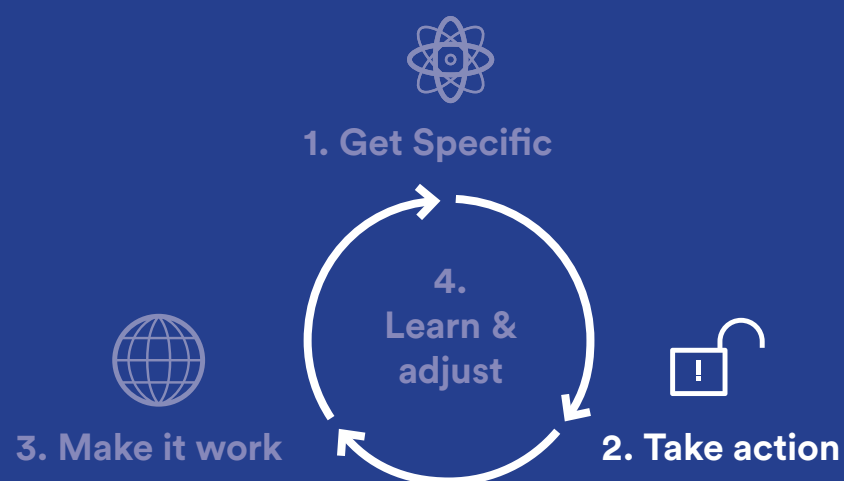 1. Get Specific
4.
Learn &
adjust
!
3. Make it work
2. Take action